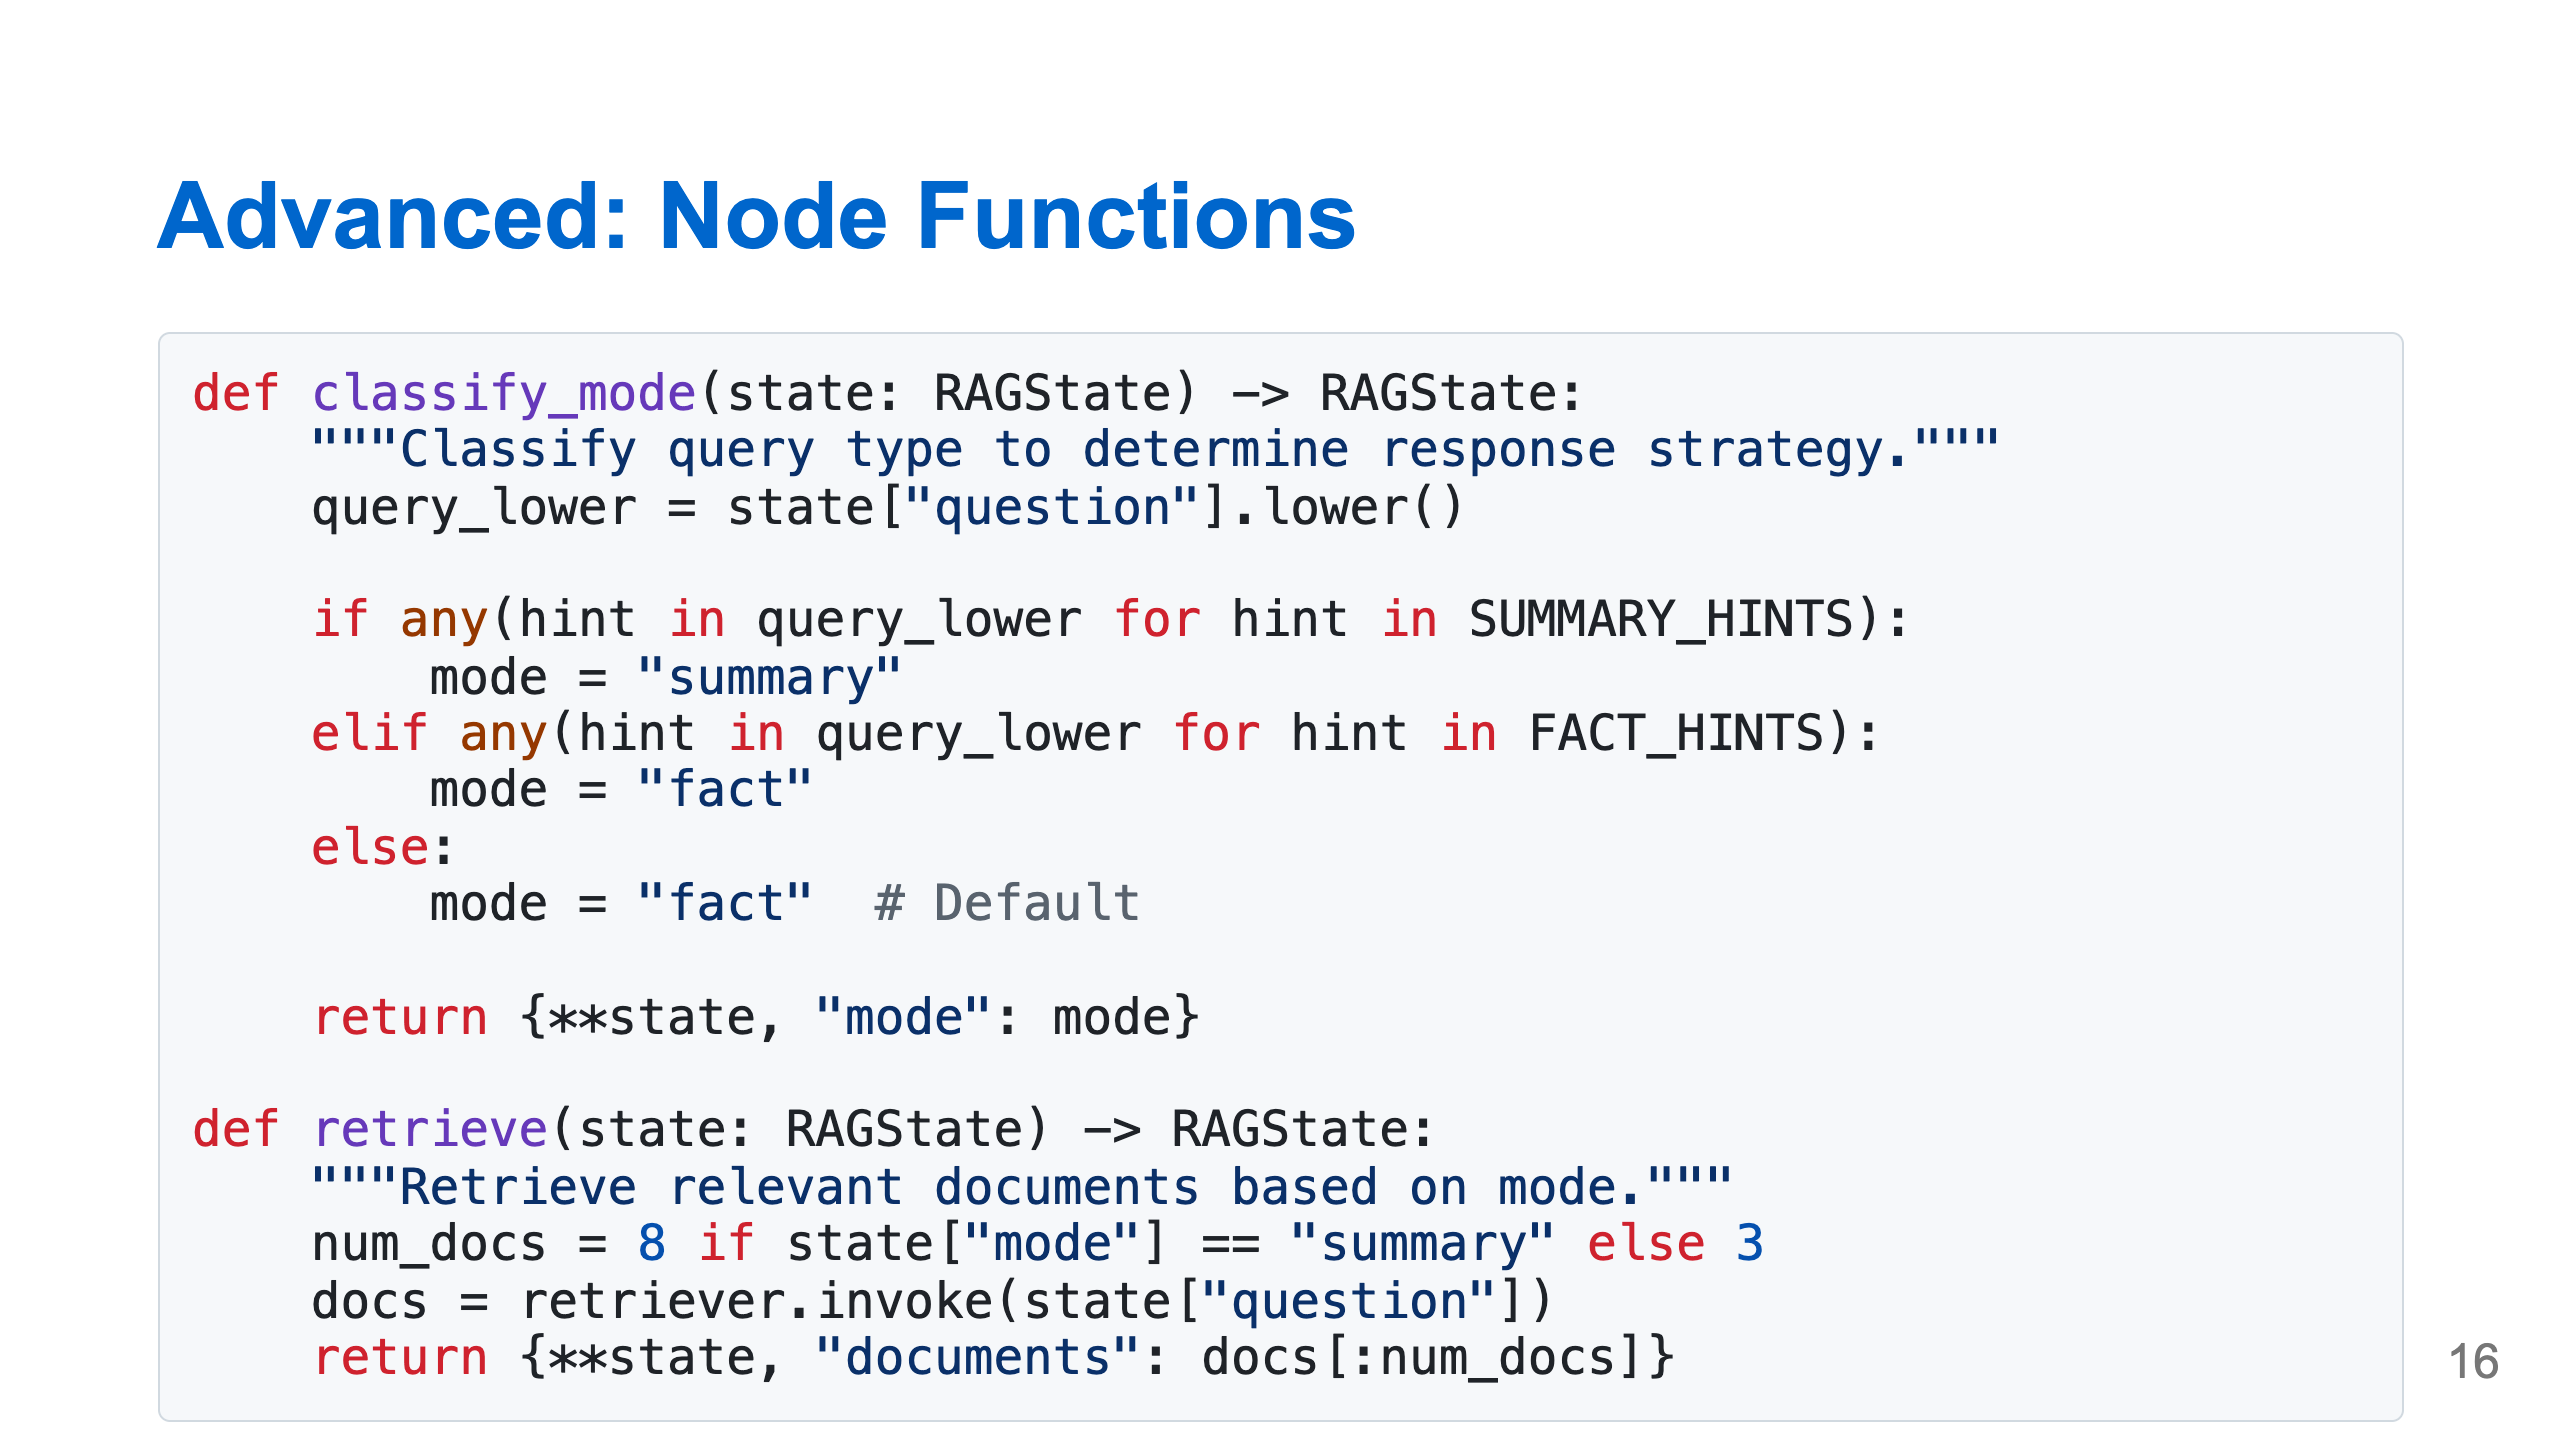 Advanced: Node Functions
def classify_mode(state: RAGState) -> RAGState:
    """Classify query type to determine response strategy."""
    query_lower = state["question"].lower()
    if any(hint in query_lower for hint in SUMMARY_HINTS):
        mode = "summary"
    elif any(hint in query_lower for hint in FACT_HINTS):
        mode = "fact"
    else:
        mode = "fact"  # Default
    return {**state, "mode": mode}
def retrieve(state: RAGState) -> RAGState:
    """Retrieve relevant documents based on mode."""
    num_docs = 8 if state["mode"] == "summary" else 3
    docs = retriever.invoke(state["question"])
    return {**state, "documents": docs[:num_docs]}
16